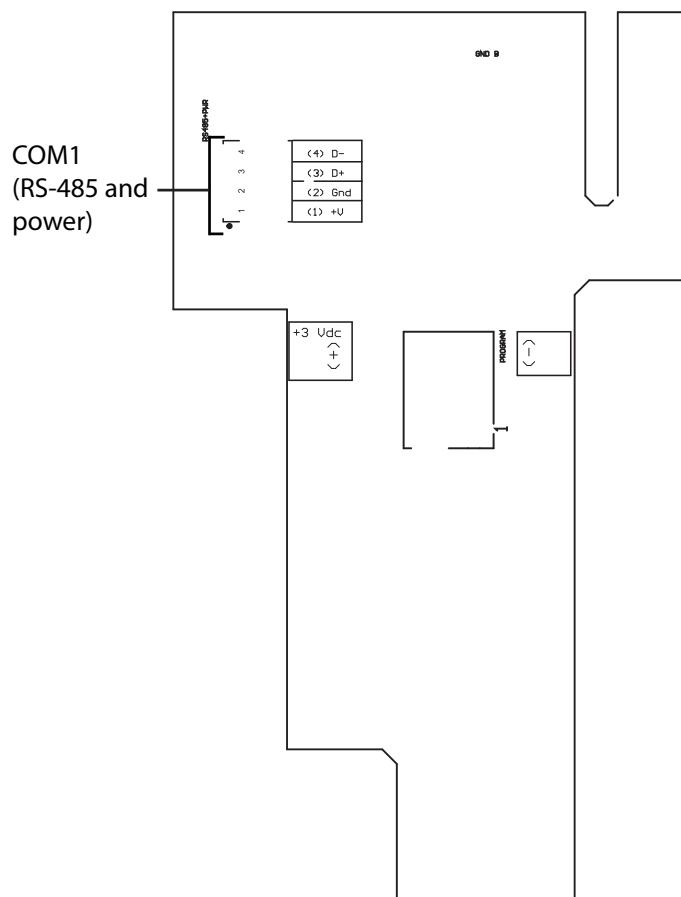 GND B
RS485+PWR
COM1
(RS-485 and
power)
4
3
2
1
(4) D-
(3) D+
(2) Gnd
(1) +V
+3 Vdc
(+)
PROGRAM
(-)
1